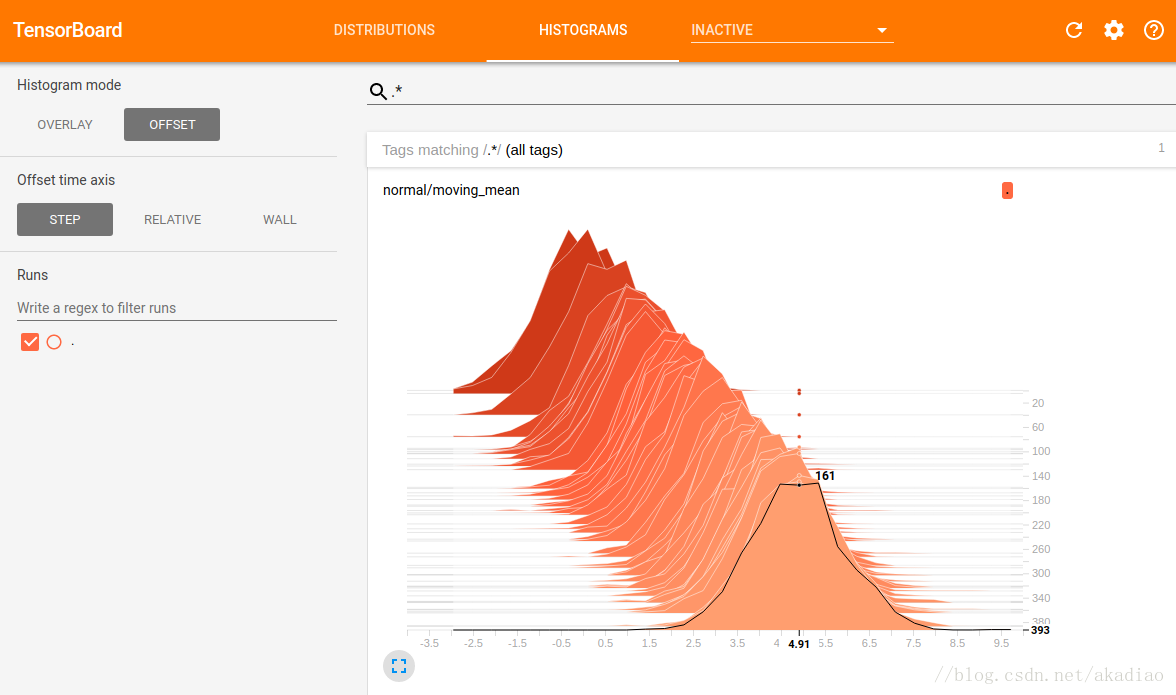 TensorBoard DISTRIBUTIONS HISTOGRAMS INACTIVE
Histogram mode
OVERLAY OFFSET
Offset time axis
STEP RELATIVE WALL
Runs
Write a regex to filter runs
.
.*
Tags matching /.*/ (all tags) 1
normal/moving_mean .
161
20
60
100
140
180
220
260
300
340
380
393
-3.5 -2.5 -1.5 -0.5 0.5 1.5 2.5 3.5 4 4.91 5.5 6.5 7.5 8.5 9.5
//blog.csdn.net/akadiao